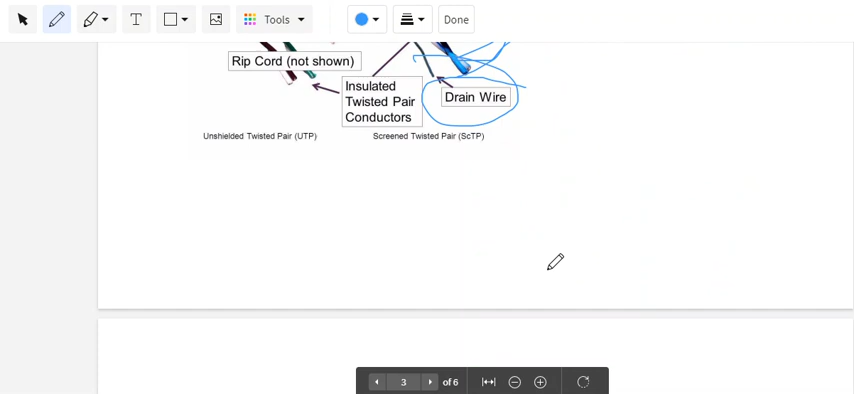 Tools
Done
Rip Cord (not shown)
Insulated
Twisted Pair
Conductors
Drain Wire
Unshielded Twisted Pair (UTP)
Screened Twisted Pair (ScTP)
3 of 6